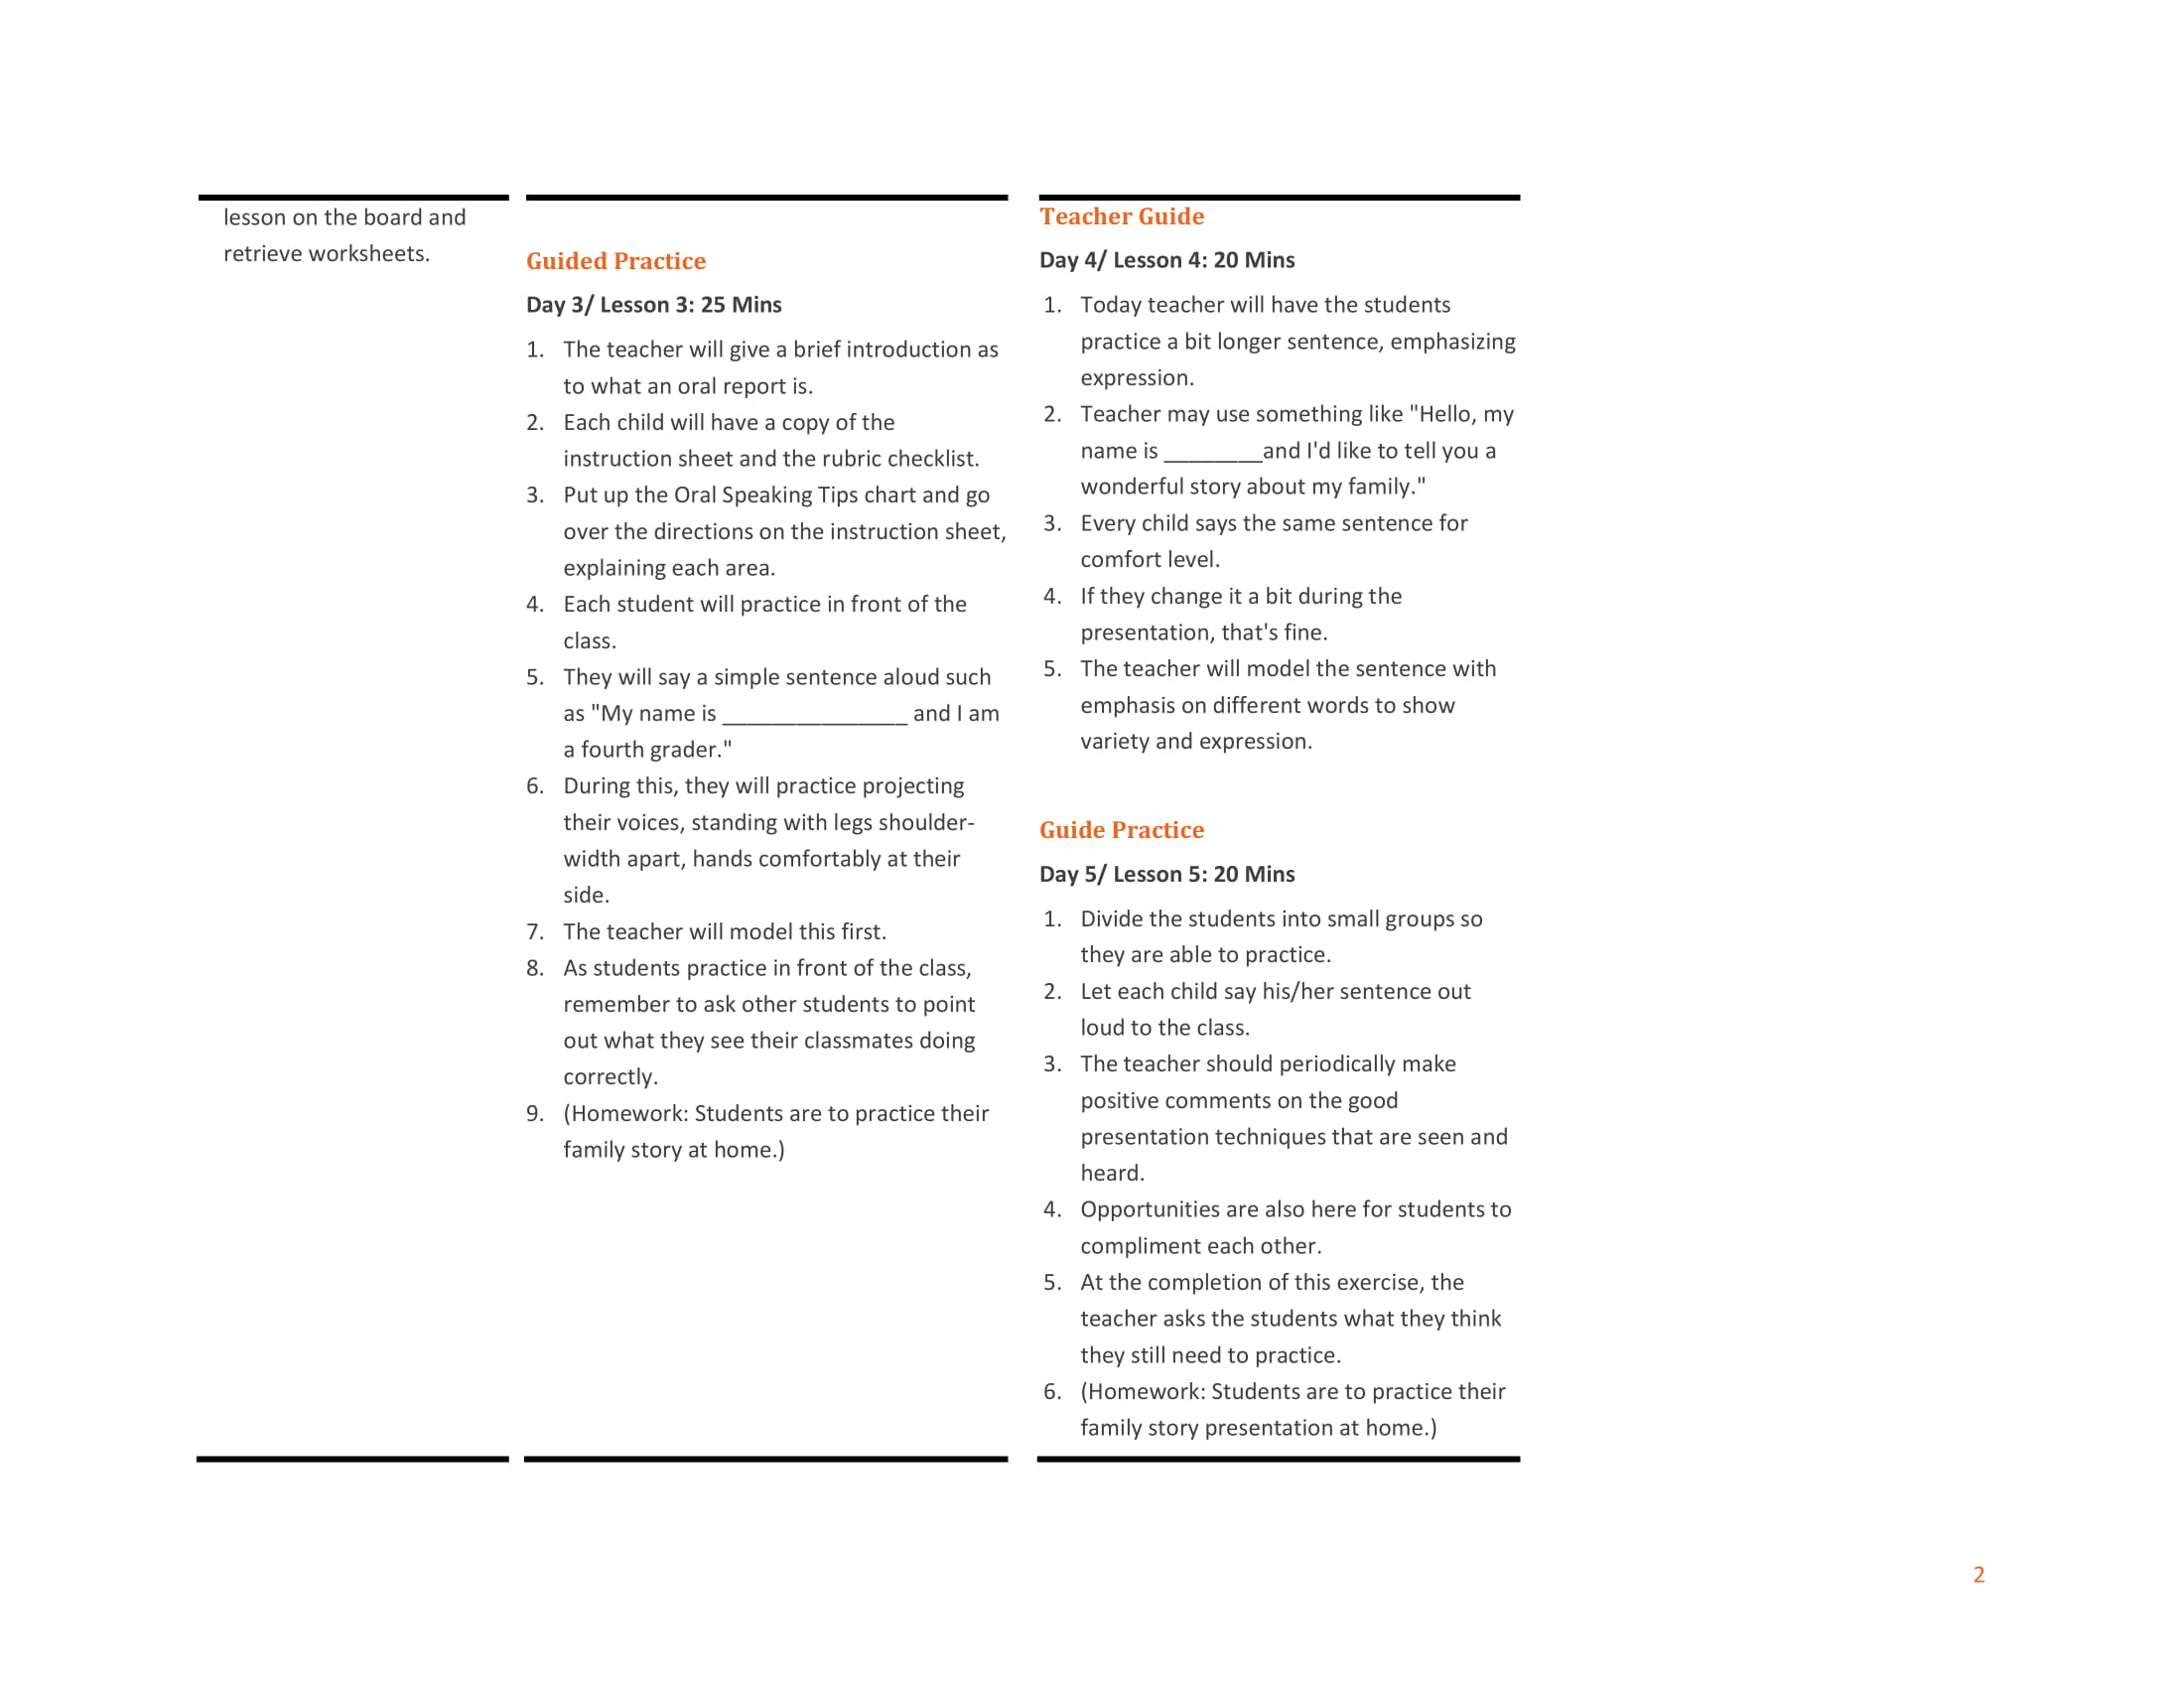 lesson on the board and
retrieve worksheets.
Guided Practice
Day 3/ Lesson 3: 25 Mins
1. The teacher will give a brief introduction as
to what an oral report is.
2. Each child will have a copy of the
instruction sheet and the rubric checklist.
3. Put up the Oral Speaking Tips chart and go
over the directions on the instruction sheet,
explaining each area.
4. Each student will practice in front of the
class.
5. They will say a simple sentence aloud such
as "My name is _______________ and I am
a fourth grader."
6. During this, they will practice projecting
their voices, standing with legs shoulder-
width apart, hands comfortably at their
side.
7. The teacher will model this first.
8. As students practice in front of the class,
remember to ask other students to point
out what they see their classmates doing
correctly.
9. (Homework: Students are to practice their
family story at home.)
Teacher Guide
Day 4/ Lesson 4: 20 Mins
1. Today teacher will have the students
practice a bit longer sentence, emphasizing
expression.
2. Teacher may use something like "Hello, my
name is ________and I'd like to tell you a
wonderful story about my family."
3. Every child says the same sentence for
comfort level.
4. If they change it a bit during the
presentation, that's fine.
5. The teacher will model the sentence with
emphasis on different words to show
variety and expression.
Guide Practice
Day 5/ Lesson 5: 20 Mins
1. Divide the students into small groups so
they are able to practice.
2. Let each child say his/her sentence out
loud to the class.
3. The teacher should periodically make
positive comments on the good
presentation techniques that are seen and
heard.
4. Opportunities are also here for students to
compliment each other.
5. At the completion of this exercise, the
teacher asks the students what they think
they still need to practice.
6. (Homework: Students are to practice their
family story presentation at home.)
2